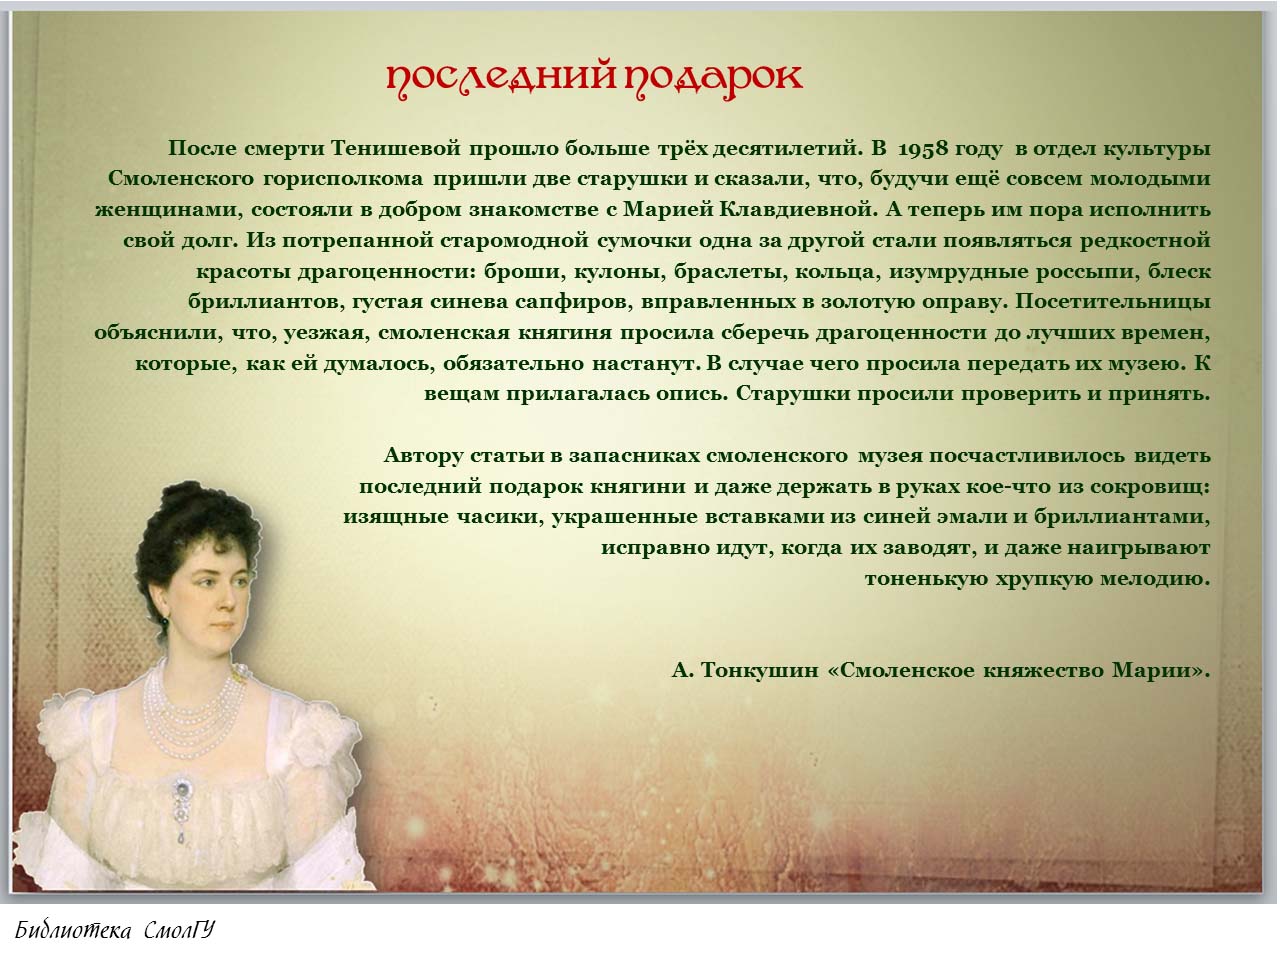 последний подарок
После смерти Тенишевой прошло больше трёх десятилетий. В 1958 году в отдел культуры
Смоленского горисполкома пришли две старушки и сказали, что, будучи ещё совсем молодыми
женщинами, состояли в добром знакомстве с Марией Клавдиевной. А теперь им пора исполнить
свой долг. Из потрепанной старомодной сумочки одна за другой стали появляться редкостной
красоты драгоценности: броши, кулоны, браслеты, кольца, изумрудные россыпи, блеск
бриллиантов, густая синева сапфиров, вправленных в золотую оправу. Посетительницы
объяснили, что, уезжая, смоленская княгиня просила сберечь драгоценности до лучших времен,
которые, как ей думалось, обязательно настанут. В случае чего просила передать их музею. К
вещам прилагалась опись. Старушки просили проверить и принять.
Автору статьи в запасниках смоленского музея посчастливилось видеть
последний подарок княгини и даже держать в руках кое-что из сокровищ:
изящные часики, украшенные вставками из синей эмали и бриллиантами,
исправно идут, когда их заводят, и даже наигрывают
тоненькую хрупкую мелодию.
А. Тонкушин «Смоленское княжество Марии».
Библиотека СмолГУ